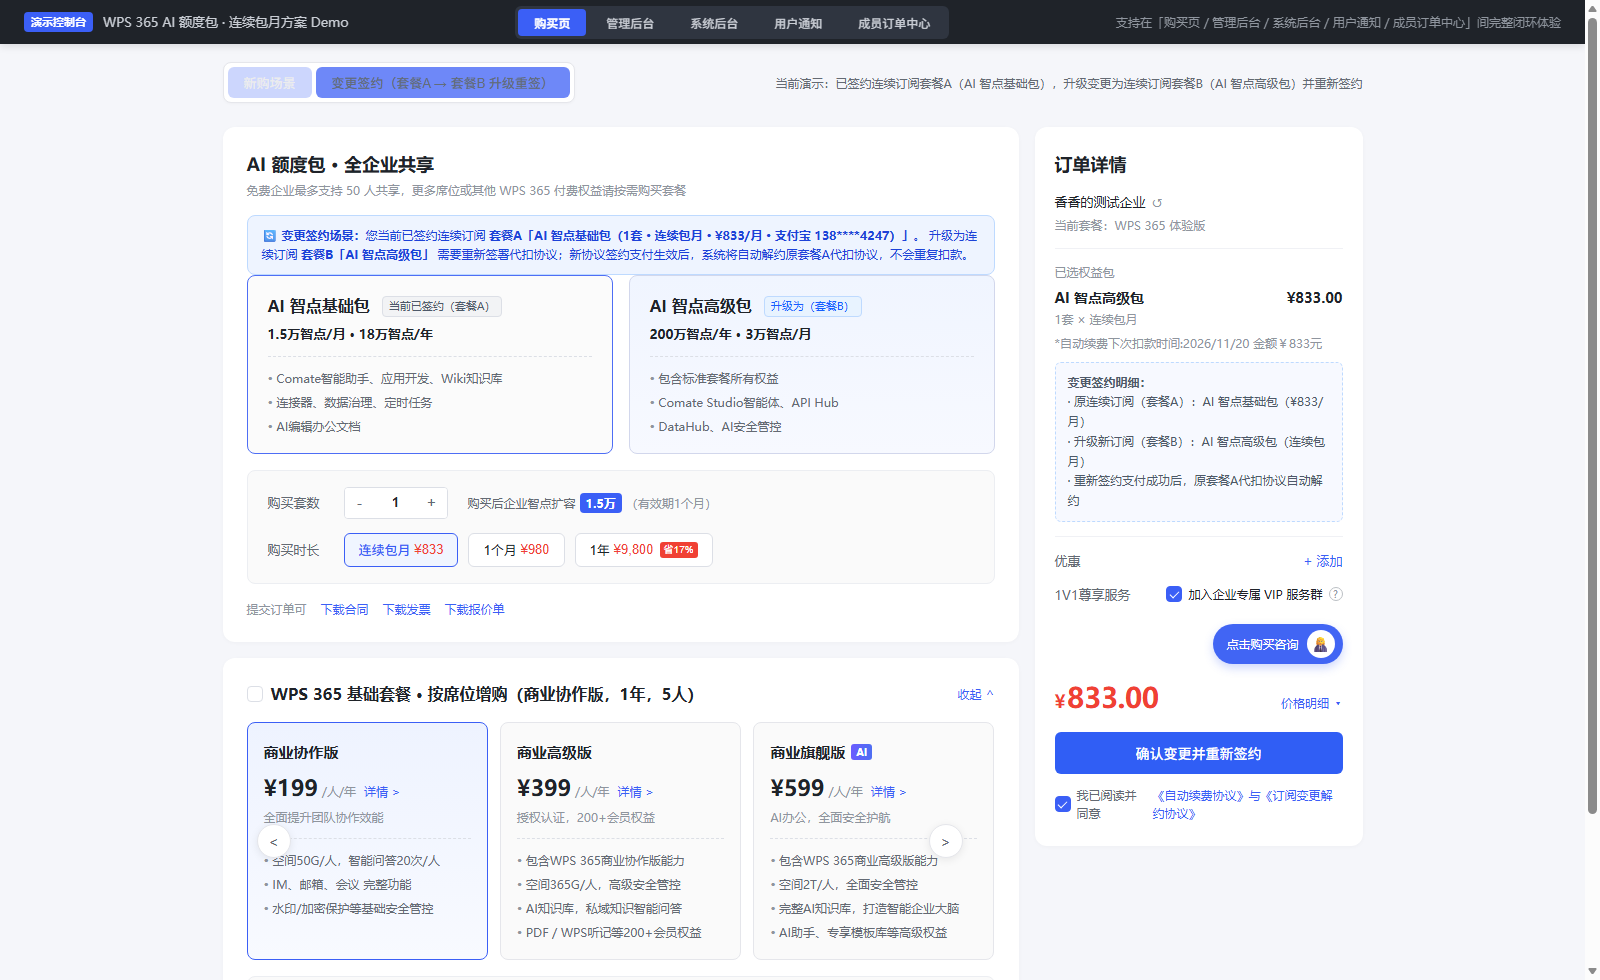 演示控制台 WPS 365 AI 额度包 · 连续包月方案 Demo 购买页 管理后台 系统后台 用户通知 成员订单中心 支持在「购买页 / 管理后台 / 系统后台 / 用户通知 / 成员订单中心」间完整闭环体验
新购场景 变更签约（套餐A → 套餐B 升级重签） 当前演示：已签约连续订阅套餐A（AI 智点基础包），升级变更为连续订阅套餐B（AI 智点高级包）并重新签约
AI 额度包 • 全企业共享
免费企业最多支持 50 人共享，更多席位或其他 WPS 365 付费权益请按需购买套餐
变更签约场景：您当前已签约连续订阅 套餐A「AI 智点基础包（1套 • 连续包月 • ¥833/月 • 支付宝 138****4247）」。 升级为连
续订阅 套餐B「AI 智点高级包」 需要重新签署代扣协议；新协议签约支付生效后，系统将自动解约原套餐A代扣协议，不会重复扣款。
AI 智点基础包 当前已签约（套餐A）
1.5万智点/月 • 18万智点/年
• Comate智能助手、应用开发、Wiki知识库
• 连接器、数据治理、定时任务
• AI编辑办公文档
AI 智点高级包 升级为（套餐B）
200万智点/年 • 3万智点/月
• 包含标准套餐所有权益
• Comate Studio智能体、API Hub
• DataHub、AI安全管控
购买套数 - 1 + 购买后企业智点扩容 1.5万 （有效期1个月）
购买时长 连续包月 ¥833 1个月 ¥980 1年 ¥9,800 省17%
提交订单可 下载合同 下载发票 下载报价单
WPS 365 基础套餐 • 按席位增购（商业协作版，1年，5人） 收起 ^
商业协作版
¥199 /人/年 详情 >
全面提升团队协作效能
<
• 空间50G/人，智能问答20次/人
• IM、邮箱、会议 完整功能
• 水印/加密保护等基础安全管控
商业高级版
¥399 /人/年 详情 >
授权认证，200+会员权益
• 包含WPS 365商业协作版能力
• 空间365G/人，高级安全管控
• AI知识库，私域知识智能问答
• PDF / WPS听记等200+会员权益
商业旗舰版 AI
¥599 /人/年 详情 >
AI办公，全面安全护航
>
• 包含WPS 365商业高级版能力
• 空间2T/人，全面安全管控
• 完整AI知识库，打造智能企业大脑
• AI助手、专享模板库等高级权益
订单详情
香香的测试企业 ↺
当前套餐：WPS 365 体验版
已选权益包
AI 智点高级包 ¥833.00
1套 × 连续包月
*自动续费下次扣款时间:2026/11/20 金额￥833元
变更签约明细：
· 原连续订阅（套餐A）：AI 智点基础包（¥833/
月）
· 升级新订阅（套餐B）：AI 智点高级包（连续包
月）
· 重新签约支付成功后，原套餐A代扣协议自动解
约
优惠 + 添加
1V1尊享服务 加入企业专属 VIP 服务群 ?
点击购买咨询
¥833.00 价格明细 ▾
确认变更并重新签约
我已阅读并 《自动续费协议》与《订阅变更解
同意 约协议》